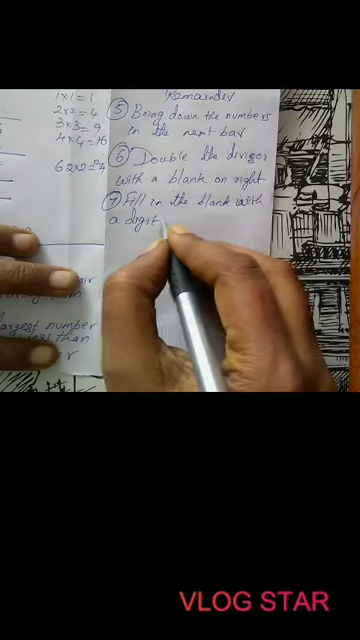 1×1=1
2×2=4
3×3=9
4×4=16
Remainder
⑤ Bring down the numbers
in the next bar
⑥ Double the divisor
with a blank on right
⑦ Fill in the blank with
a digit
largest number
less than
VLOG STAR